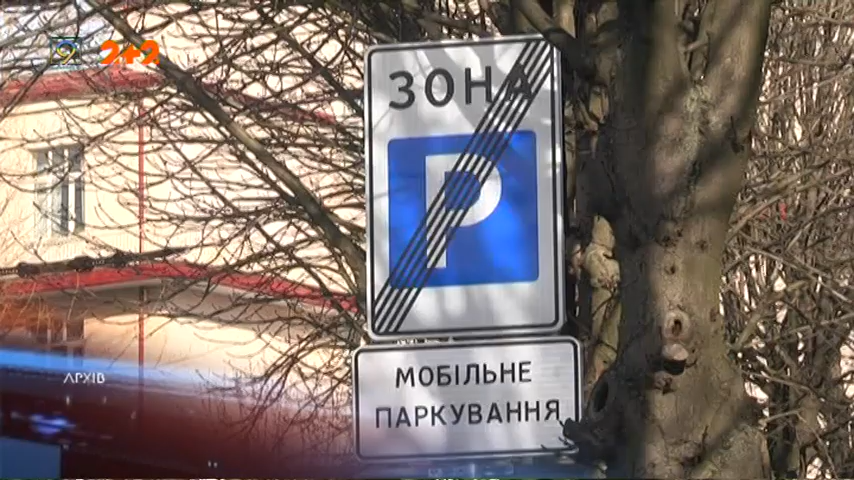 2+2
ЗОНА
P
МОБІЛЬНЕ
ПАРКУВАННЯ
АРХІВ